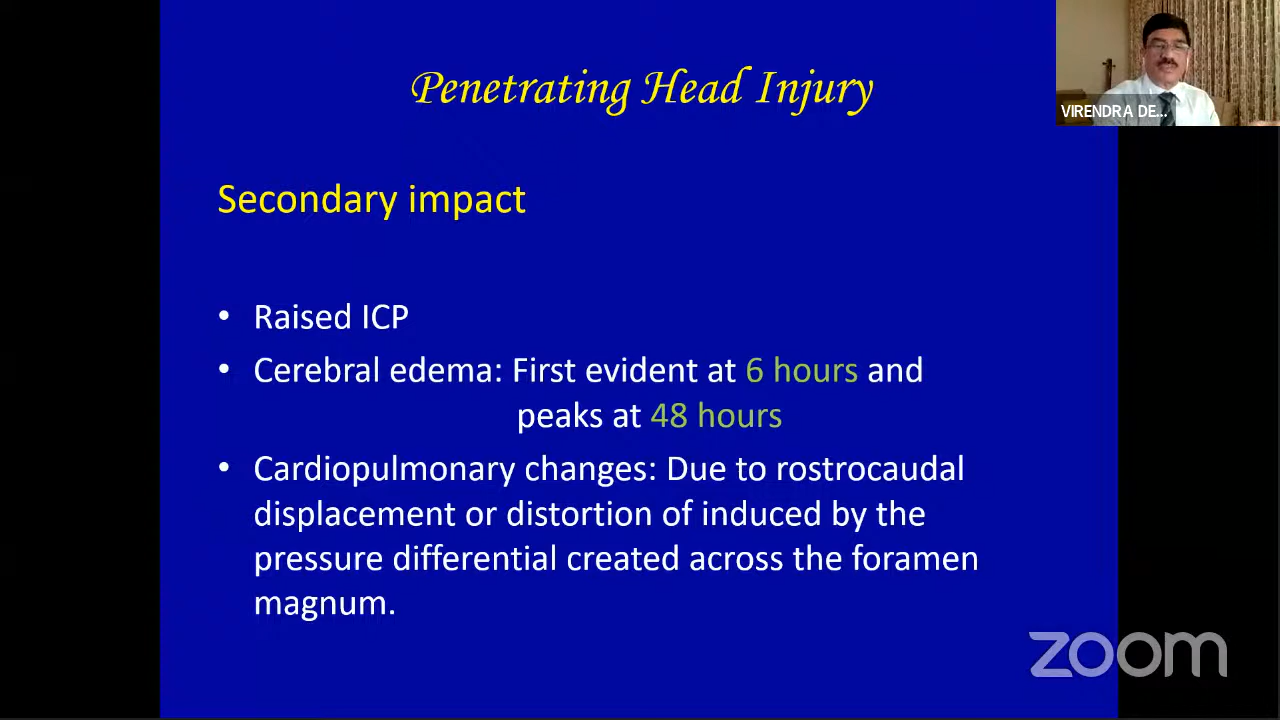 Penetrating Head Injury
VIRENDRA DE...
Secondary impact
• Raised ICP
• Cerebral edema: First evident at 6 hours and
peaks at 48 hours
• Cardiopulmonary changes: Due to rostrocaudal
displacement or distortion of induced by the
pressure differential created across the foramen
magnum.
zoom